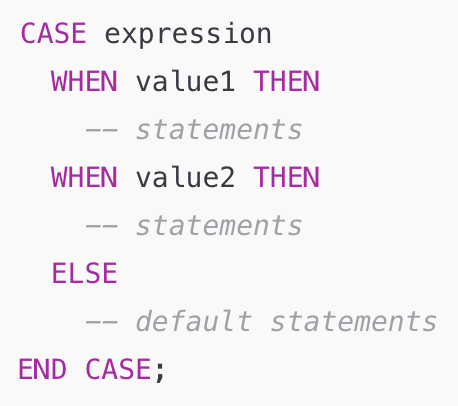 CASE expression
WHEN value1 THEN
-- statements
WHEN value2 THEN
-- statements
ELSE
-- default statements
END CASE;